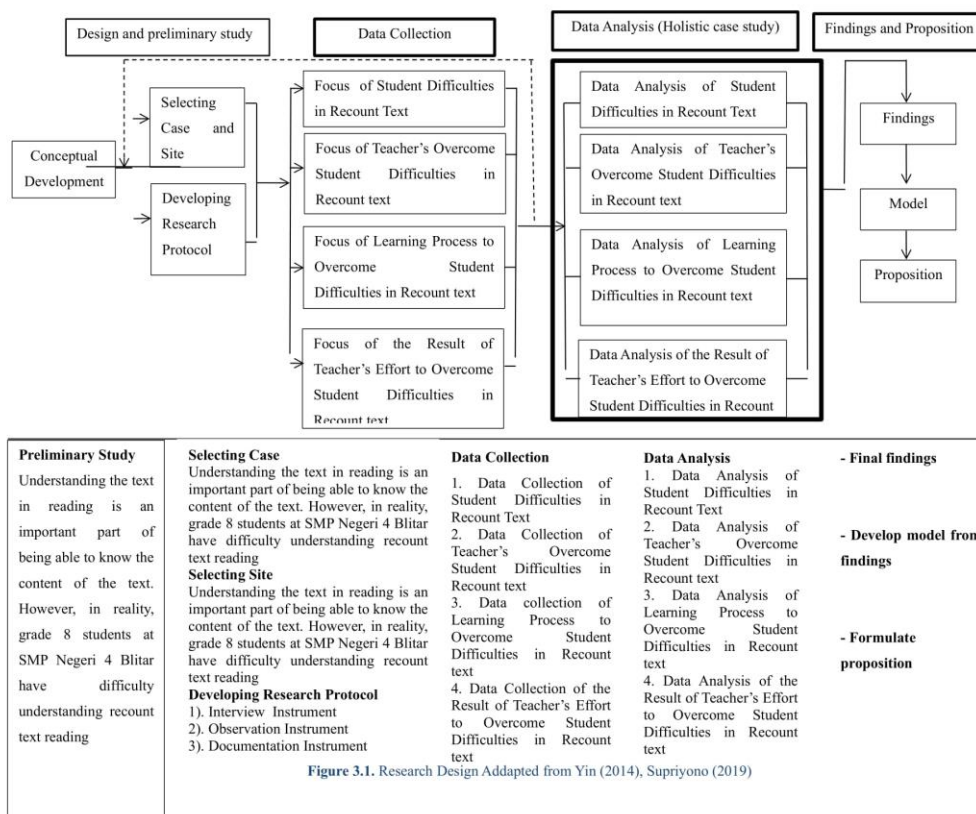 Design and preliminary study
Data Collection
Data Analysis (Holistic case study)
Findings and Proposition
Conceptual
Development
Selecting
Case and
Site
Developing
Research
Protocol
Focus of Student Difficulties
in Recount Text
Focus of Teacher's Overcome
Student Difficulties in
Recount text
Focus of Learning Process to
Overcome Student
Difficulties in Recount text
Focus of the Result of
Teacher's Effort to Overcome
Student Difficulties in
Recount text
Data Analysis of Student
Difficulties in Recount Text
Data Analysis of Teacher's
Overcome Student Difficulties
in Recount text
Data Analysis of Learning
Process to Overcome Student
Difficulties in Recount text
Data Analysis of the Result of
Teacher's Effort to Overcome
Student Difficulties in Recount
Findings
Model
Proposition
Preliminary Study
Understanding the text
in reading is an
important part of
being able to know the
content of the text.
However, in reality,
grade 8 students at
SMP Negeri 4 Blitar
have difficulty
understanding recount
text reading
Selecting Case
Understanding the text in reading is an
important part of being able to know the
content of the text. However, in reality,
grade 8 students at SMP Negeri 4 Blitar
have difficulty understanding recount
text reading
Selecting Site
Understanding the text in reading is an
important part of being able to know the
content of the text. However, in reality,
grade 8 students at SMP Negeri 4 Blitar
have difficulty understanding recount
text reading
Developing Research Protocol
1). Interview Instrument
2). Observation Instrument
3). Documentation Instrument
Data Collection
1. Data Collection of
Student Difficulties in
Recount Text
2. Data Collection of
Teacher's Overcome
Student Difficulties in
Recount text
3. Data collection of
Learning Process to
Overcome Student
Difficulties in Recount
text
4. Data Collection of the
Result of Teacher's Effort
to Overcome Student
Difficulties in Recount
text
Data Analysis
1. Data Analysis of
Student Difficulties in
Recount Text
2. Data Analysis of
Teacher's Overcome
Student Difficulties in
Recount text
3. Data Analysis of
Learning Process to
Overcome Student
Difficulties in Recount
text
4. Data Analysis of the
Result of Teacher's Effort
to Overcome Student
Difficulties in Recount
text
- Final findings
- Develop model from
findings
- Formulate
proposition
Figure 3.1. Research Design Addapted from Yin (2014), Supriyono (2019)